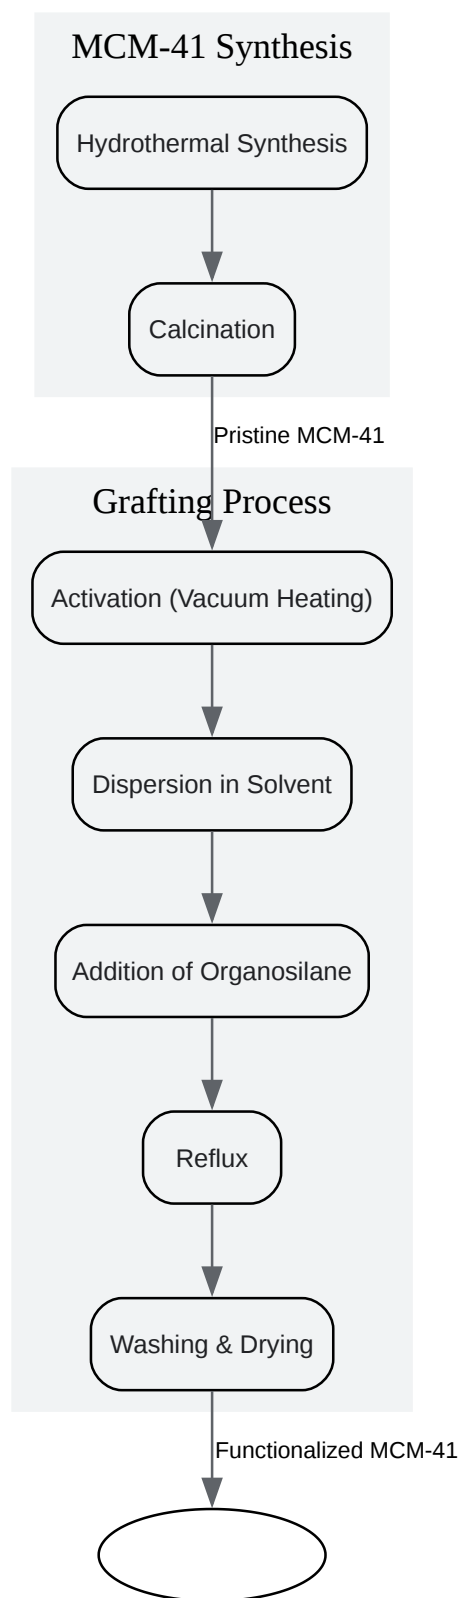 MCM-41 Synthesis
Hydrothermal Synthesis
Calcination
Pristine MCM-41
Grafting Process
Activation (Vacuum Heating)
Dispersion in Solvent
Addition of Organosilane
Reflux
Washing & Drying
Functionalized MCM-41